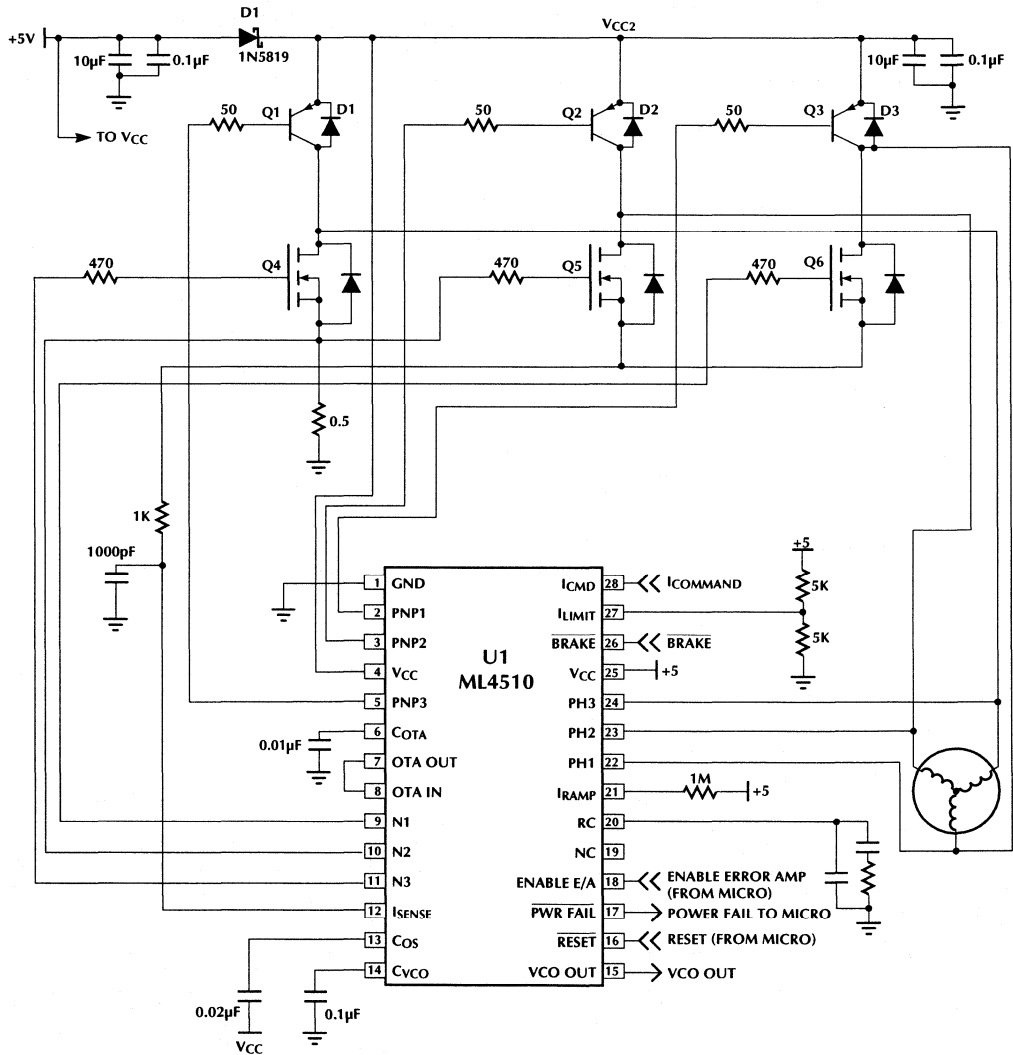 D1
+5V
VCC2
10µF
0.1µF
1N5819
10µF
0.1µF
TO VCC
50
Q1
D1
50
Q2
D2
50
Q3
D3
470
Q4
470
Q5
470
Q6
0.5
1K
1000pF
+5
5K
5K
U1
ML4510
1 GND
2 PNP1
3 PNP2
4 VCC
5 PNP3
6 COTA
7 OTA OUT
8 OTA IN
9 N1
10 N2
11 N3
12 ISENSE
13 COS
14 CVCO
0.01µF
0.02µF
VCC
0.1µF
ICMD 28 ICOMMAND
ILIMIT 27
BRAKE 26 BRAKE
VCC 25 +5
PH3 24
PH2 23
PH1 22
1M
IRAMP 21 +5
RC 20
NC 19
ENABLE E/A 18 ENABLE ERROR AMP
(FROM MICRO)
PWR FAIL 17 POWER FAIL TO MICRO
RESET 16 RESET (FROM MICRO)
VCO OUT 15 VCO OUT